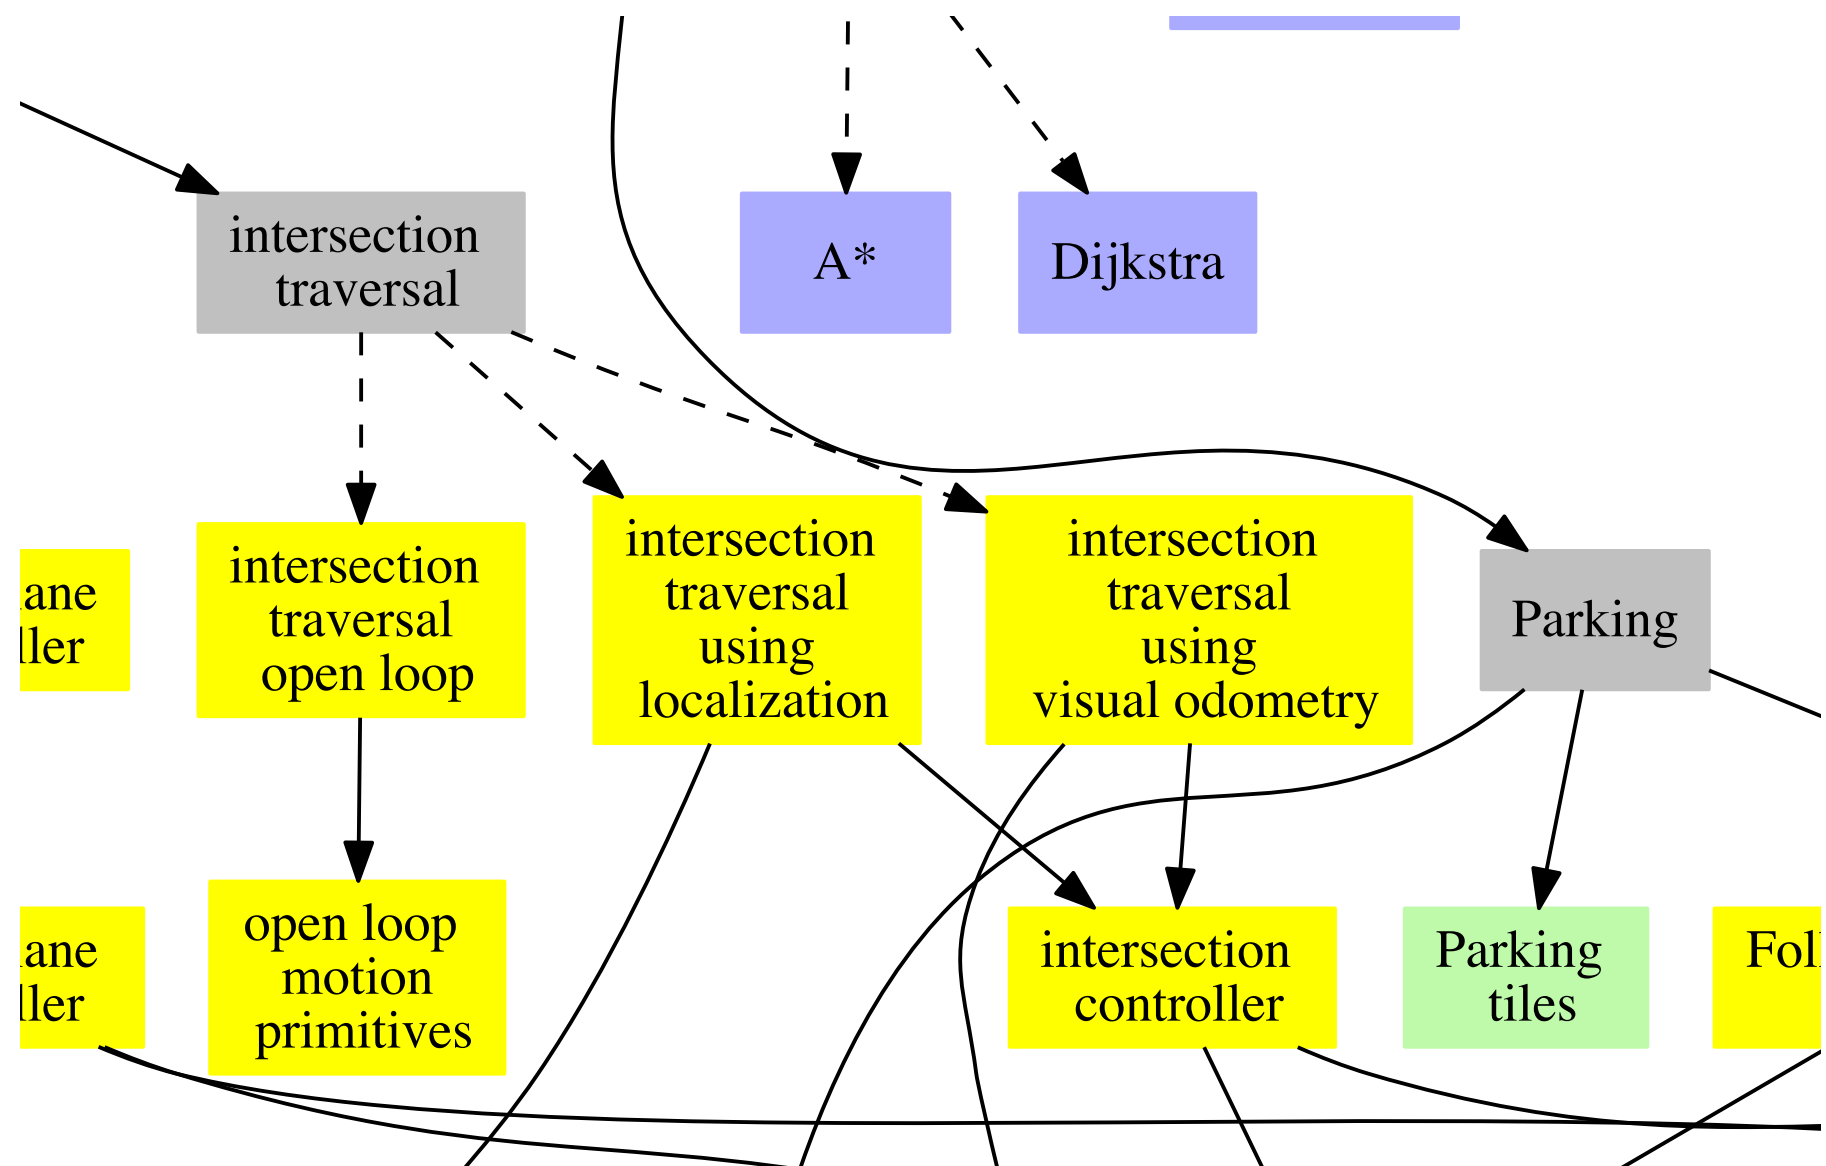 intersection
traversal
A*
Dijkstra
intersection
traversal
open loop
intersection
traversal
using
localization
intersection
traversal
using
visual odometry
Parking
open loop
motion
primitives
intersection
controller
Parking
tiles